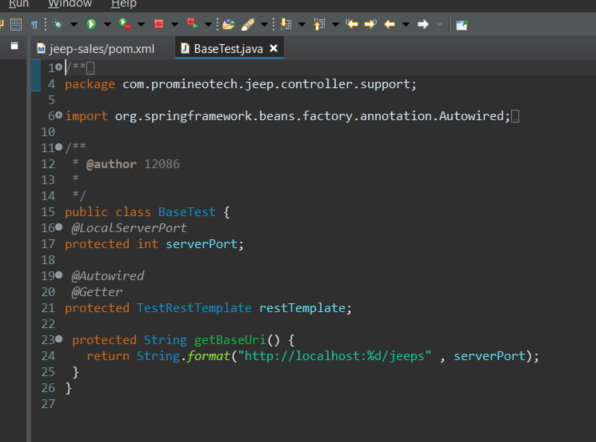 Run Window Help
jeep-sales/pom.xml BaseTest.java
1 /**
4 package com.promineotech.jeep.controller.support;
5
6 import org.springframework.beans.factory.annotation.Autowired;
10
11 /**
12  * @author 12086
13  *
14  */
15 public class BaseTest {
16  @LocalServerPort
17 protected int serverPort;
18
19  @Autowired
20  @Getter
21 protected TestRestTemplate restTemplate;
22
23  protected String getBaseUri() {
24    return String.format("http://localhost:%d/jeeps" , serverPort);
25  }
26 }
27